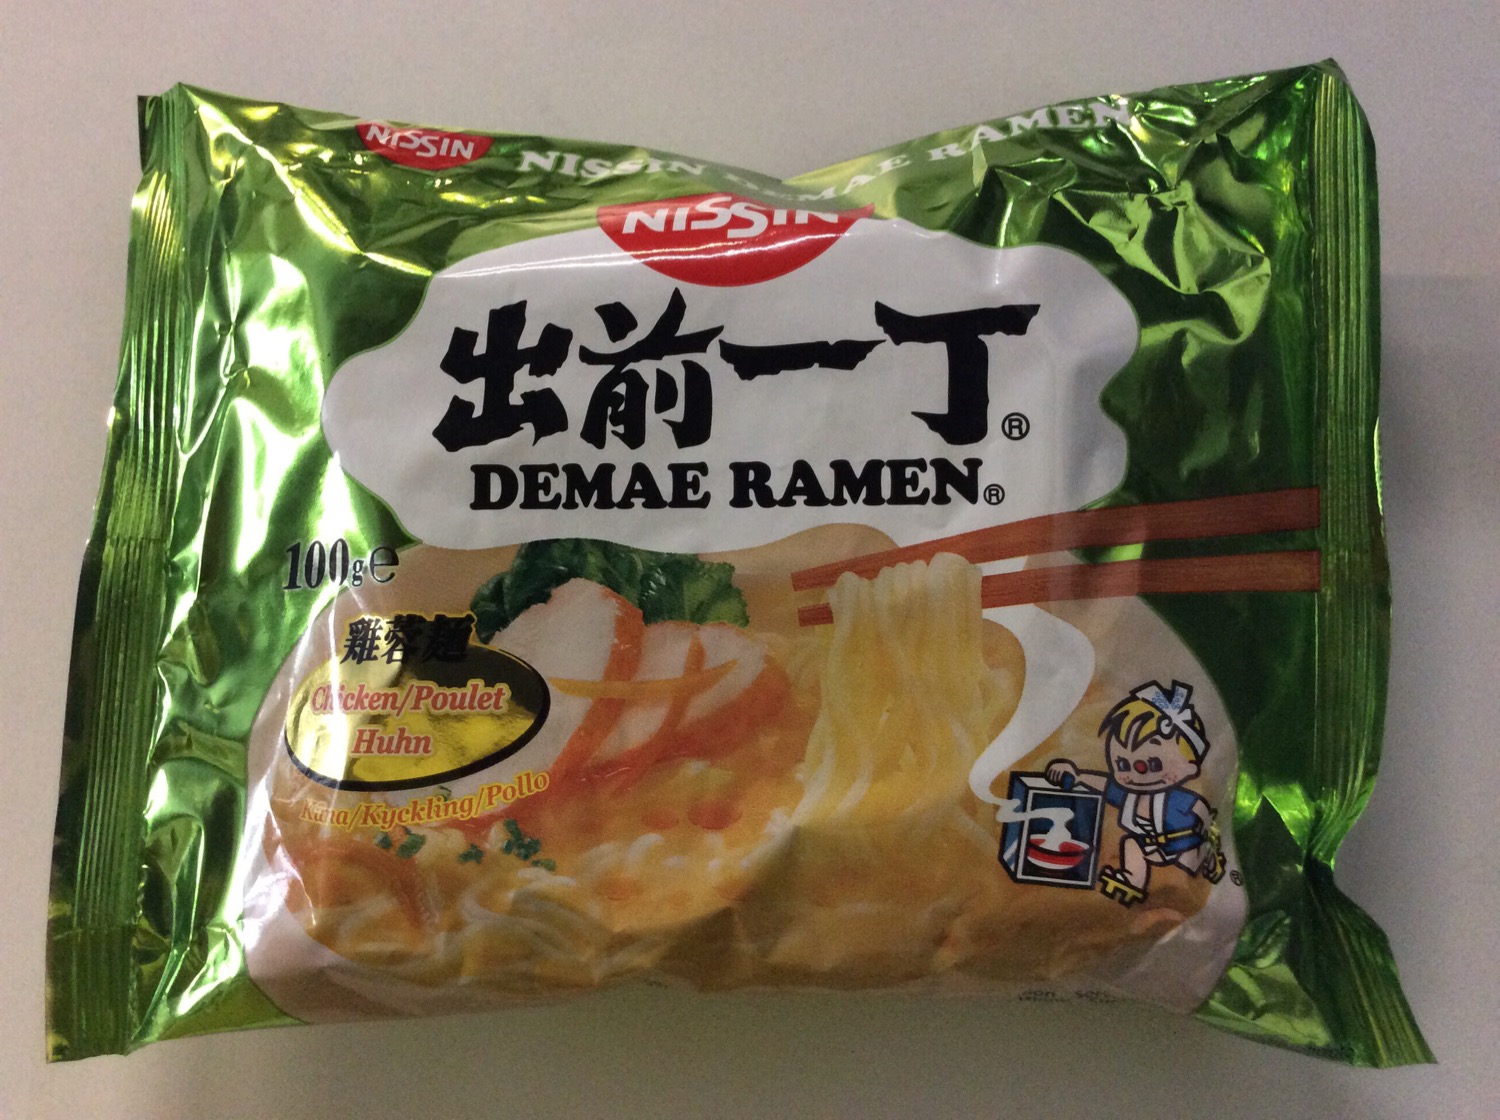 NISSIN
NISSIN DEMAE RAMEN
NISSIN
出前一丁®
DEMAE RAMEN®
100g e
雞蓉麵
Chicken/Poulet
Huhn
Kana/Kyckling/Pollo
®